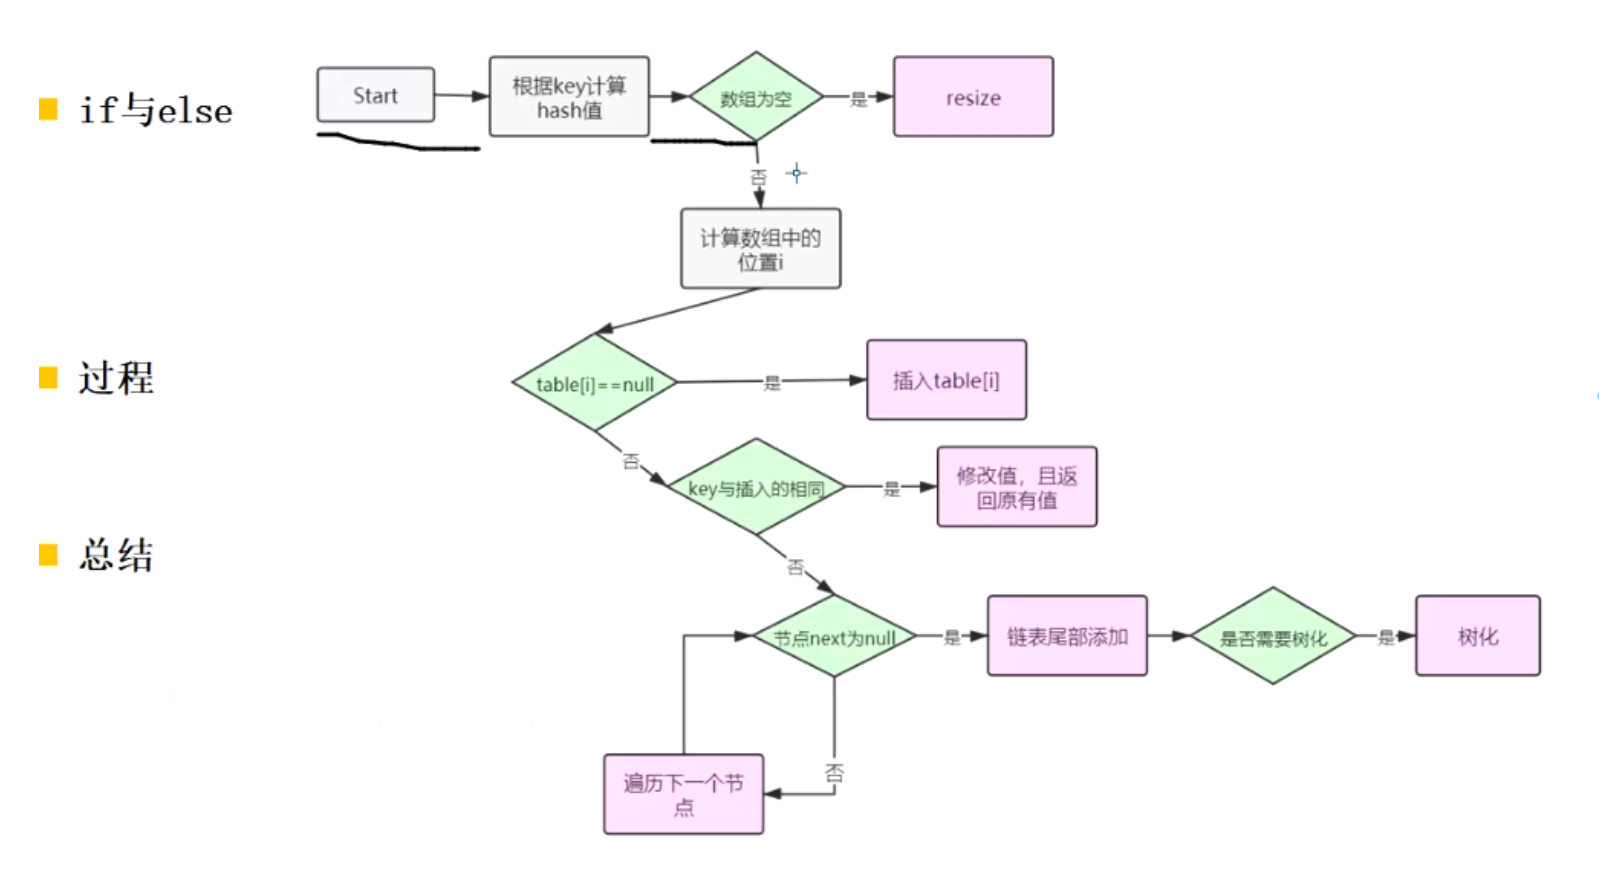 if与else
Start
根据key计算
hash值
数组为空
是
resize
否
计算数组中的
位置i
过程
table[i]==null
是
插入table[i]
否
key与插入的相同
是
修改值，且返
回原有值
总结
否
节点next为null
是
链表尾部添加
是否需要树化
是
树化
否
遍历下一个节
点